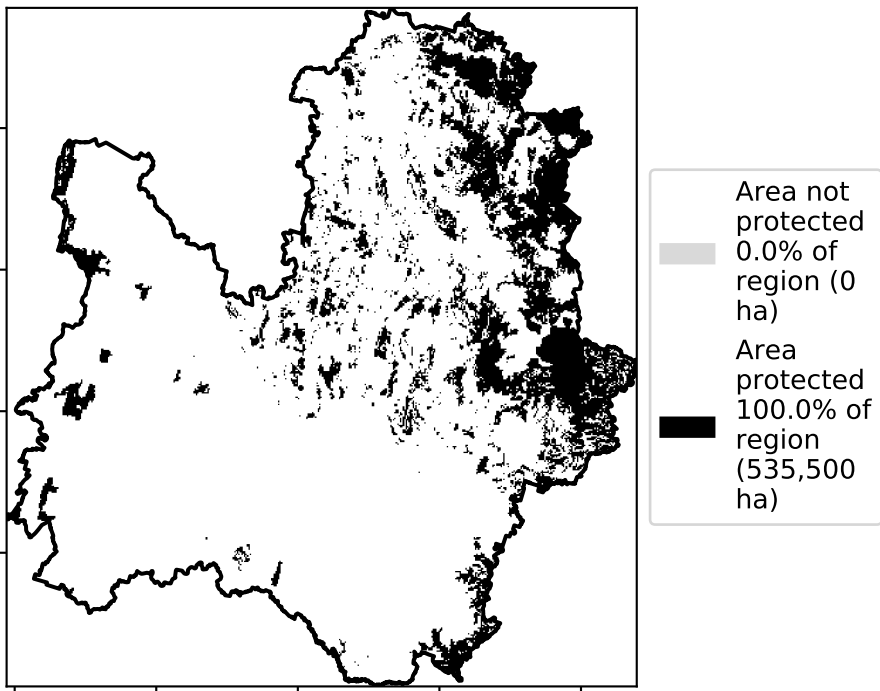 Area not
protected
0.0% of
region (0
ha)
Area
protected
100.0% of
region
(535,500
ha)